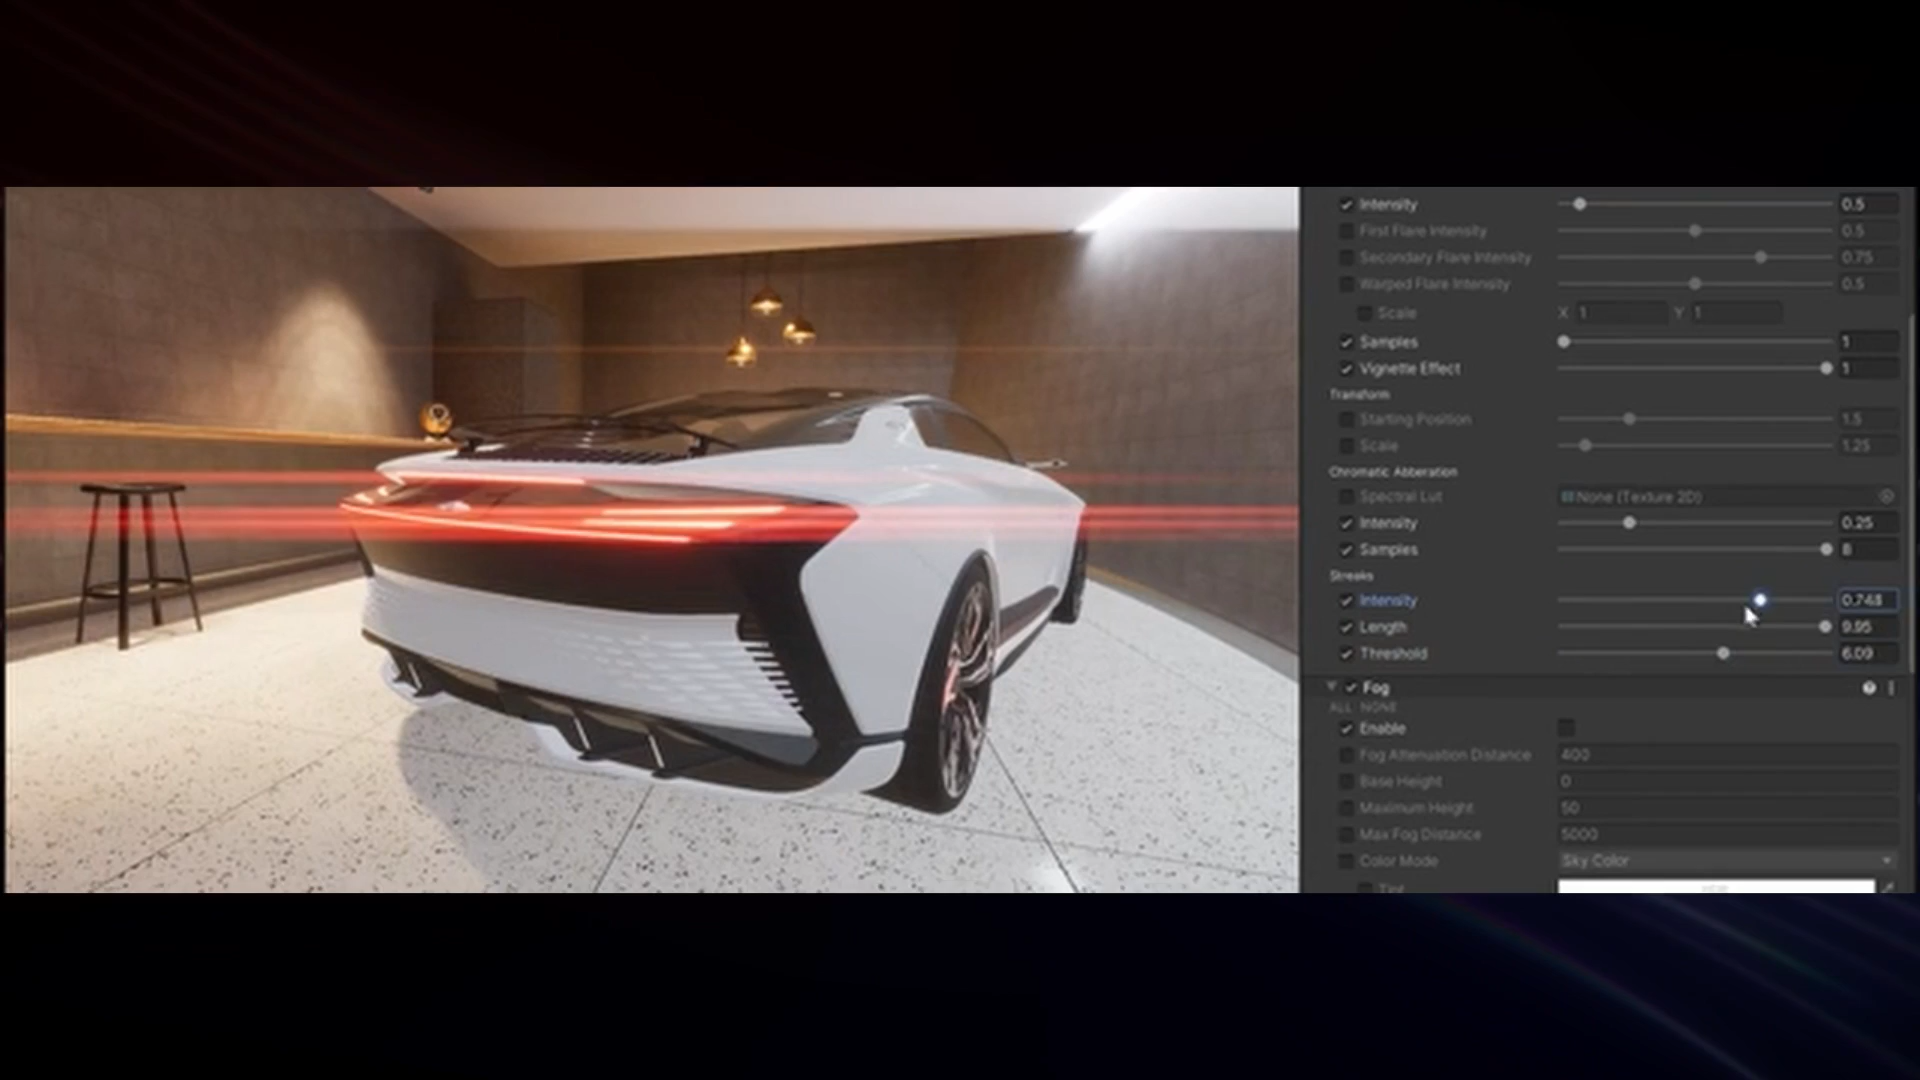 Intensity 0.5
First Flare Intensity 0.5
Secondary Flare Intensity 0.75
Warped Flare Intensity 0.5
Scale X 1 Y 1
Samples 1
Vignette Effect 1
Transform
Starting Position 1.5
Scale 1.25
Chromatic Abberation
Spectral Lut None (Texture 2D)
Intensity 0.25
Samples 8
Streaks
Intensity 0.748
Length 9.95
Threshold 6.09
Fog
ALL NONE
Enable
Fog Attenuation Distance 400
Base Height 0
Maximum Height 50
Max Fog Distance 5000
Color Mode Sky Color
Tint